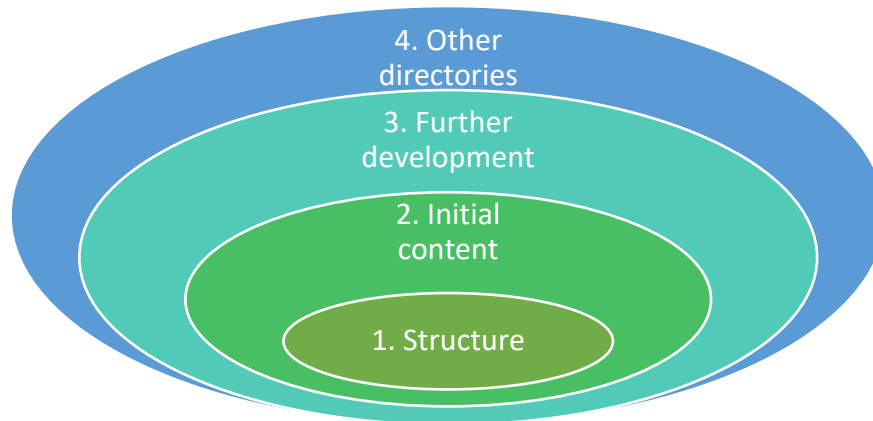 4. Other
directories
3. Further
development
2. Initial
content
1. Structure